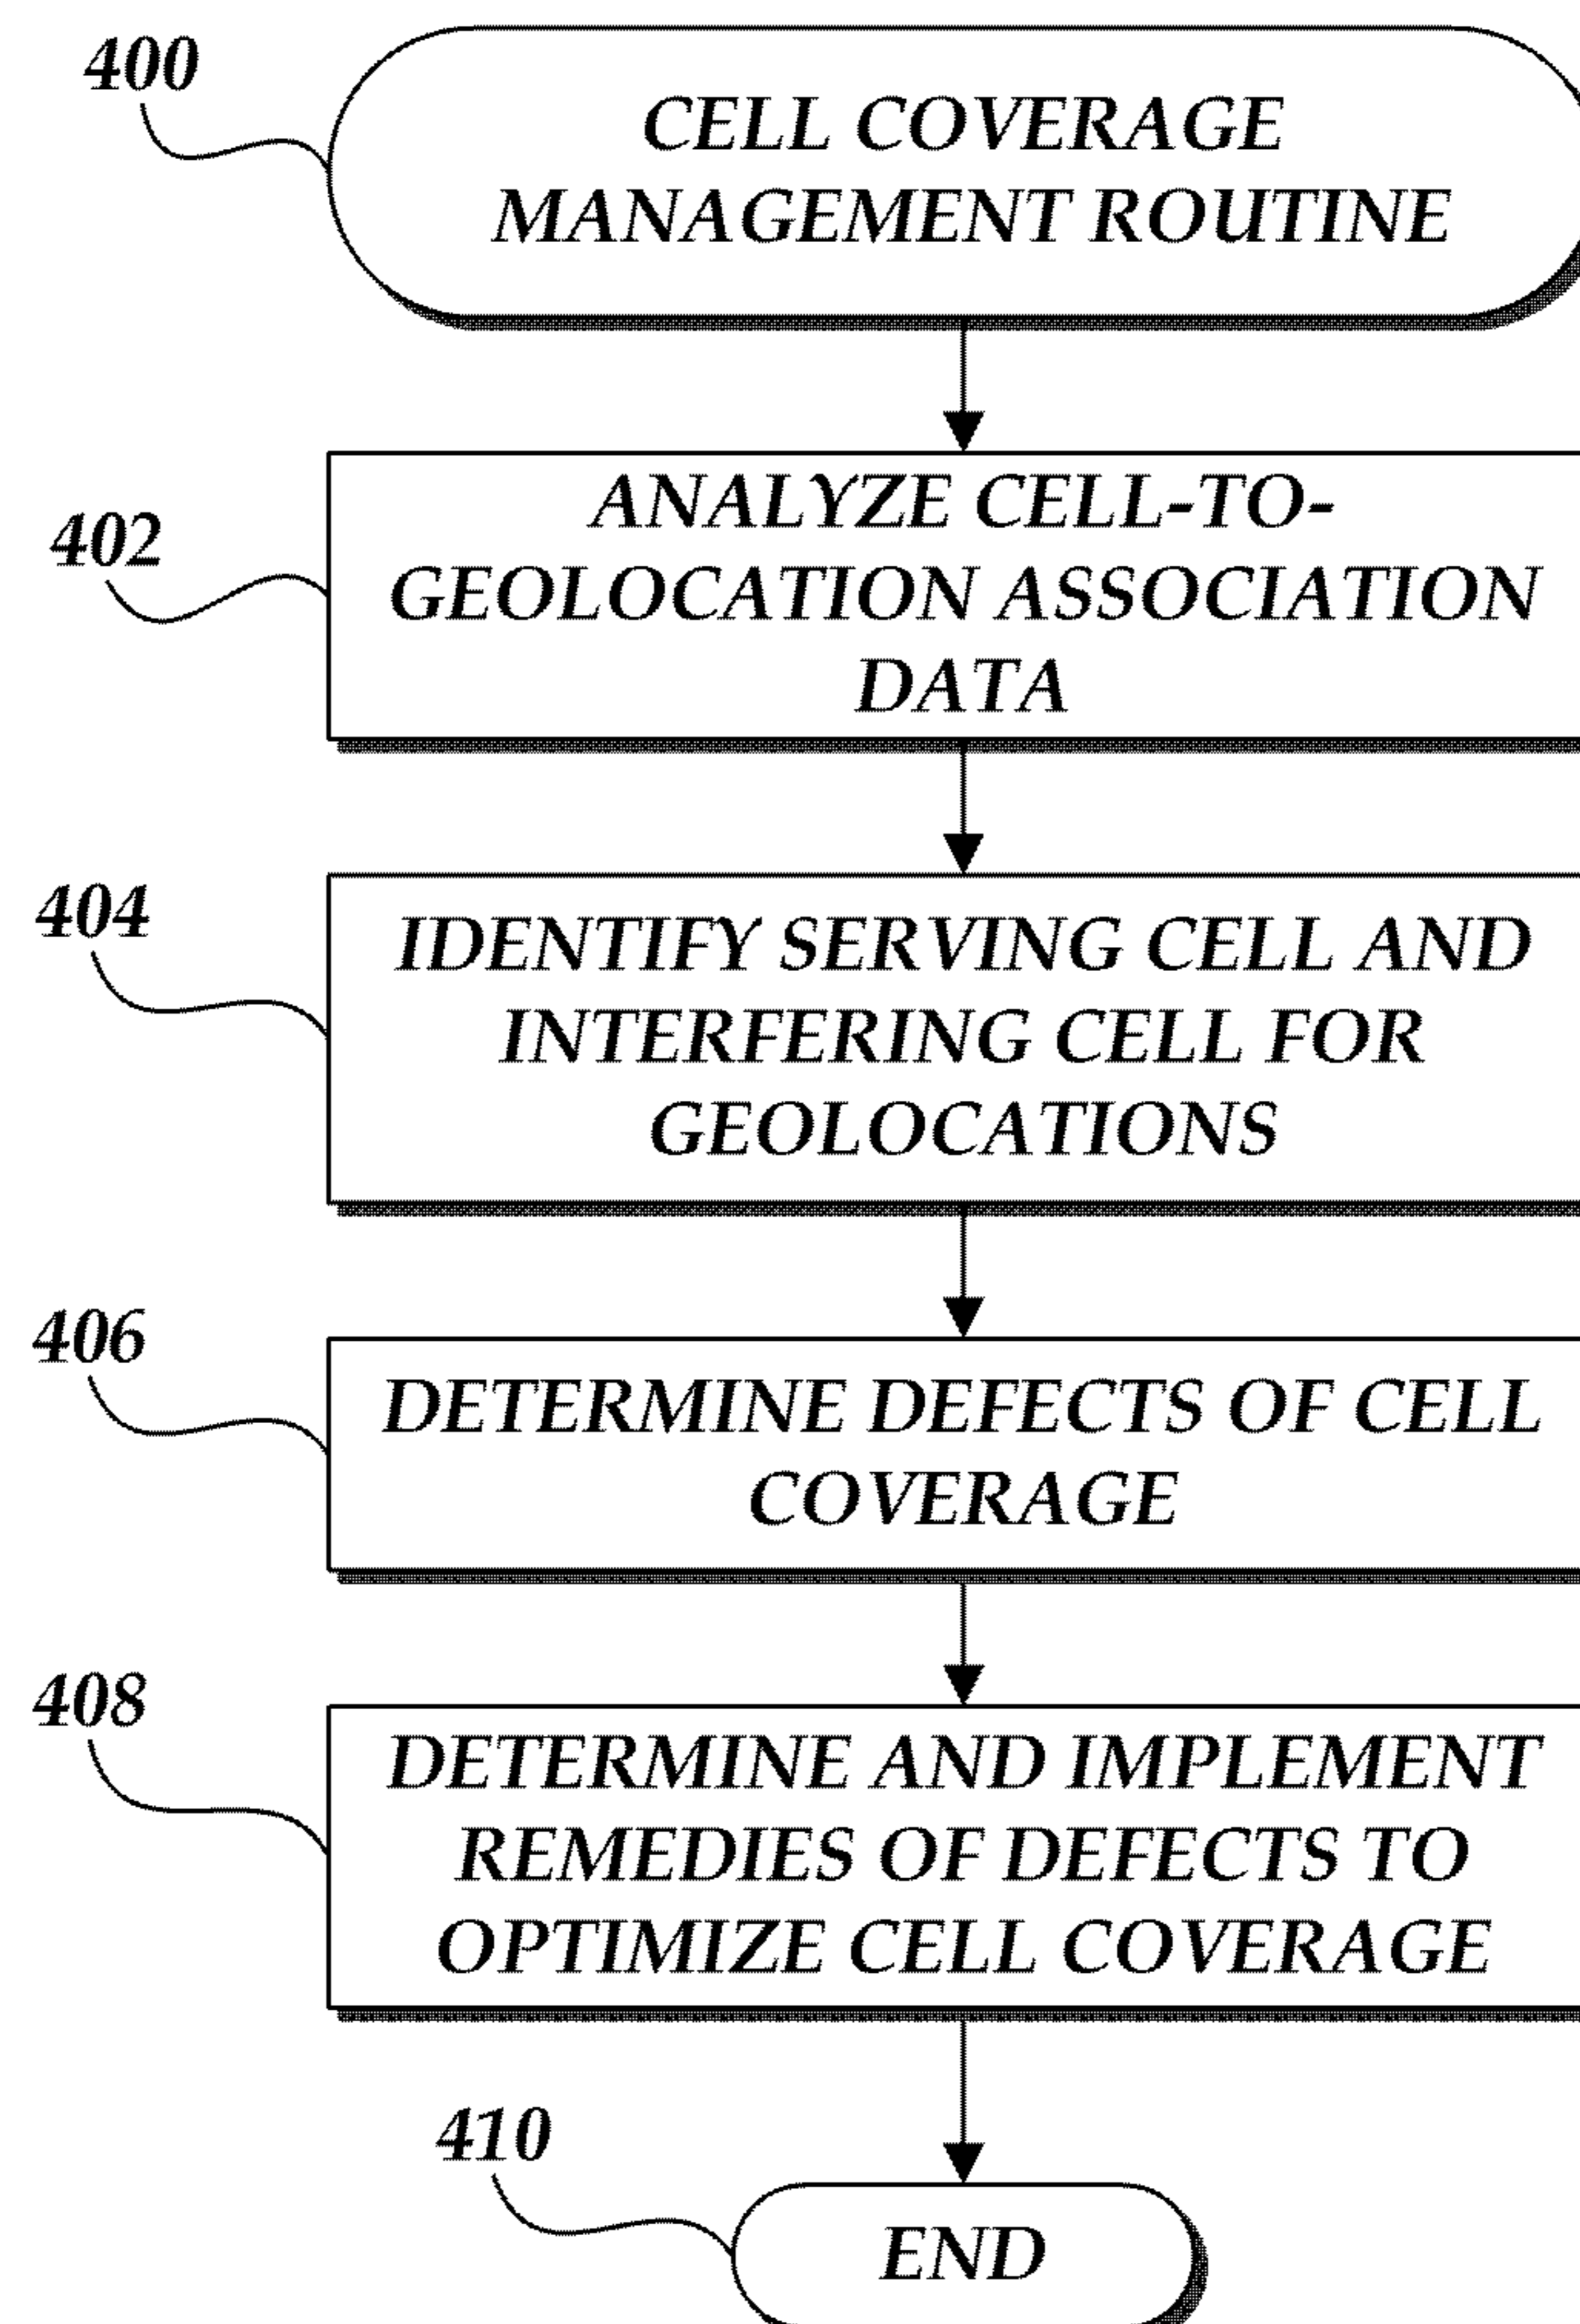 400
CELL COVERAGE
MANAGEMENT ROUTINE
402
ANALYZE CELL-TO-
GEOLOCATION ASSOCIATION
DATA
404
IDENTIFY SERVING CELL AND
INTERFERING CELL FOR
GEOLOCATIONS
406
DETERMINE DEFECTS OF CELL
COVERAGE
408
DETERMINE AND IMPLEMENT
REMEDIES OF DEFECTS TO
OPTIMIZE CELL COVERAGE
410
END